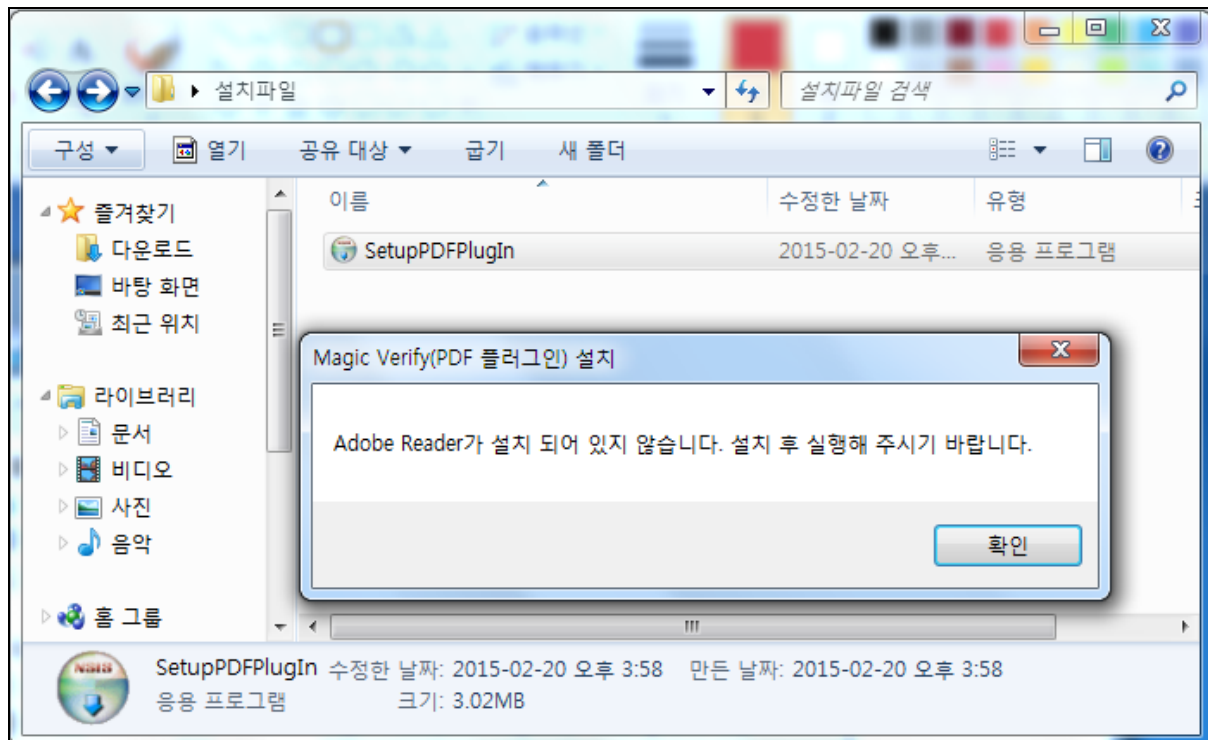 설치파일
설치파일 검색
구성
열기
공유 대상
굽기
새 폴더
즐겨찾기
다운로드
바탕 화면
최근 위치
라이브러리
문서
비디오
사진
음악
홈 그룹
이름
수정한 날짜
유형
SetupPDFPlugIn
2015-02-20 오후...
응용 프로그램
Magic Verify(PDF 플러그인) 설치
Adobe Reader가 설치 되어 있지 않습니다. 설치 후 실행해 주시기 바랍니다.
확인
NSIS
SetupPDFPlugIn 수정한 날짜: 2015-02-20 오후 3:58 만든 날짜: 2015-02-20 오후 3:58
응용 프로그램 크기: 3.02MB